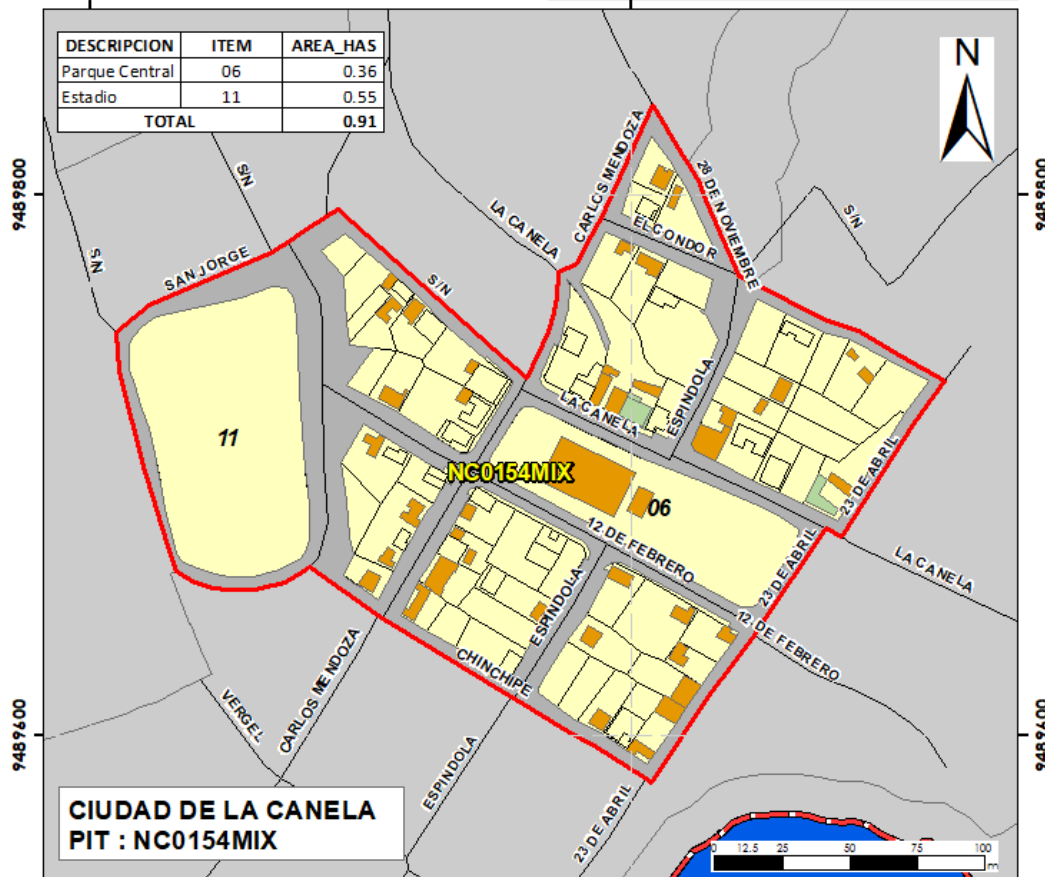 DESCRIPCION ITEM AREA_HAS
Parque Central 06 0.36
Estadio 11 0.55
TOTAL 0.91
N
9489800
9489800
CARLOS MENDOZA
28 DE NOVIEMBRE
S/N
S/N
LA CANELA
EL CONDOR
S/N
SAN JORGE
S/N
ESPINDOLA
LA CANELA
11
23 DE ABRIL
NC0154MIX
06
12 DE FEBRERO
23 DE ABRIL
LA CANELA
ESPINDOLA
12 DE FEBRERO
CHINCHIPE
CARLOS MENDOZA
VERGEL
9489600
9489600
ESPINDOLA
23 DE ABRIL
CIUDAD DE LA CANELA
PIT : NC0154MIX
0 12.5 25 50 75 100
m